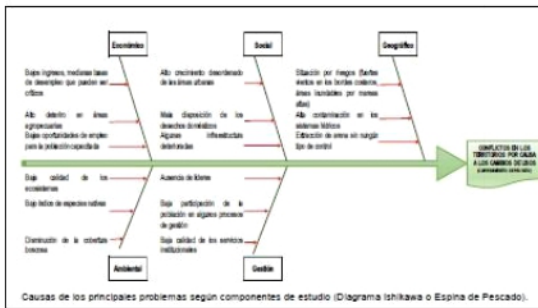 Económico
Social
Geográfico
Bajos ingresos, medianas tasas
de desempleo que pueden ser
críticos
Alto crecimiento desordenado
de las áreas urbanas
Situación por riesgos (fuertes
vientos en los bordes costeros,
áreas inundables por mareas
altas)
Alto deterioro en áreas
agropecuarias
Mala disposición de los
desechos domésticos
Alta contaminación en los
sistemas hídricos
Bajas oportunidades de empleo
para la población capacitada
Algunas infraestructura
deterioradas
Extracción de arena sin ningún
tipo de control
CONFLICTOS EN LOS
TERRITORIOS POR CAUSA
A LOS CAMBIOS DE USOS
Baja calidad de los
ecosistemas
Ausencia de líderes
Bajo índice de especies nativas
Baja participación de la
población en algunos procesos
de gestión
Disminución de la cobertura
boscosa
Baja calidad de los servicios
institucionales
Ambiental
Gestión
Causas de los principales problemas según componentes de estudio (Diagrama Ishikawa o Espina de Pescado).